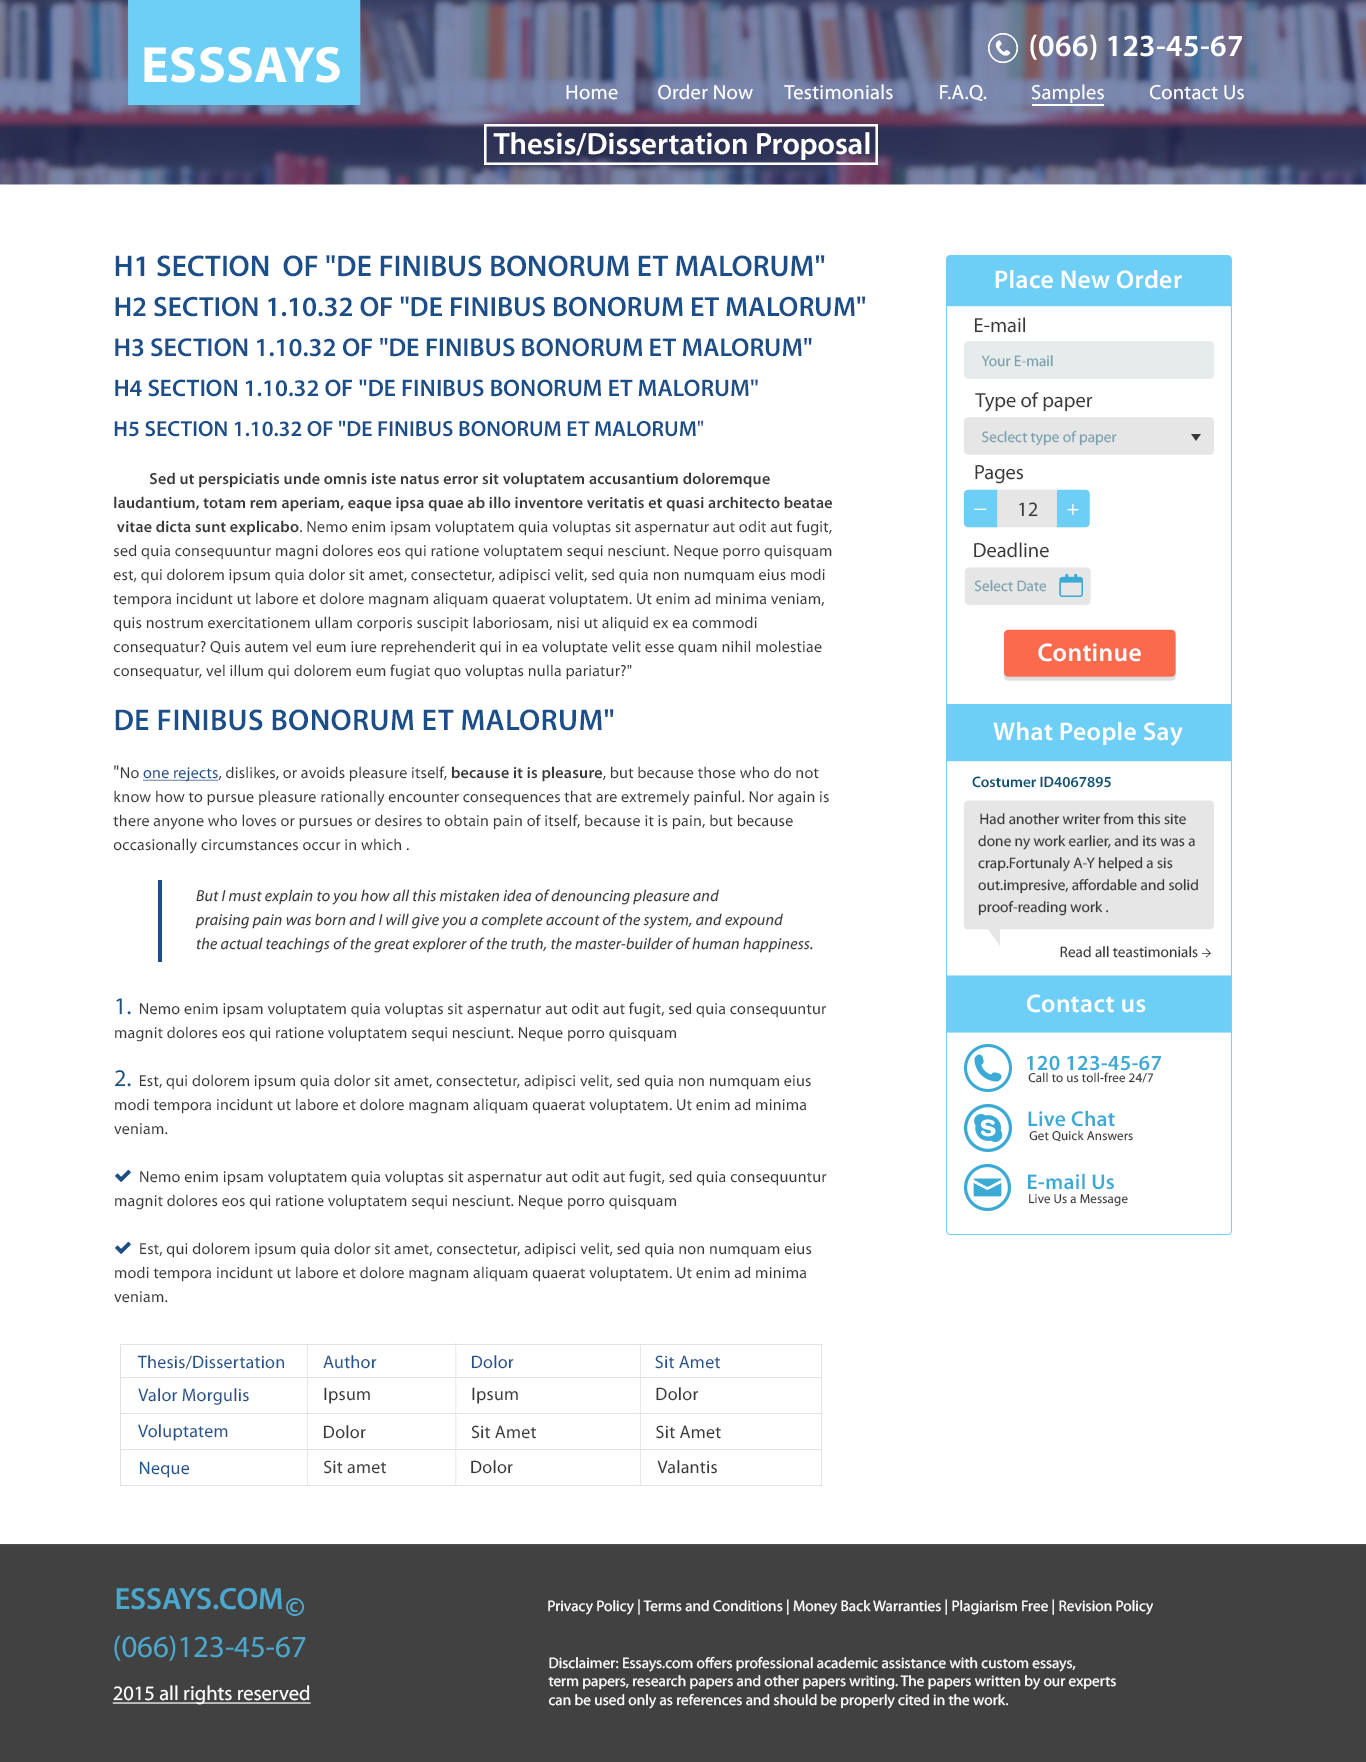 ESSSAYS
(066) 123-45-67
Home Order Now Testimonials F.A.Q. Samples Contact Us
Thesis/Dissertation Proposal
H1 SECTION OF "DE FINIBUS BONORUM ET MALORUM"
H2 SECTION 1.10.32 OF "DE FINIBUS BONORUM ET MALORUM"
H3 SECTION 1.10.32 OF "DE FINIBUS BONORUM ET MALORUM"
H4 SECTION 1.10.32 OF "DE FINIBUS BONORUM ET MALORUM"
H5 SECTION 1.10.32 OF "DE FINIBUS BONORUM ET MALORUM"
Sed ut perspiciatis unde omnis iste natus error sit voluptatem accusantium doloremque
laudantium, totam rem aperiam, eaque ipsa quae ab illo inventore veritatis et quasi architecto beatae
vitae dicta sunt explicabo. Nemo enim ipsam voluptatem quia voluptas sit aspernatur aut odit aut fugit,
sed quia consequuntur magni dolores eos qui ratione voluptatem sequi nesciunt. Neque porro quisquam
est, qui dolorem ipsum quia dolor sit amet, consectetur, adipisci velit, sed quia non numquam eius modi
tempora incidunt ut labore et dolore magnam aliquam quaerat voluptatem. Ut enim ad minima veniam,
quis nostrum exercitationem ullam corporis suscipit laboriosam, nisi ut aliquid ex ea commodi
consequatur? Quis autem vel eum iure reprehenderit qui in ea voluptate velit esse quam nihil molestiae
consequatur, vel illum qui dolorem eum fugiat quo voluptas nulla pariatur?"
DE FINIBUS BONORUM ET MALORUM"
"No one rejects, dislikes, or avoids pleasure itself, because it is pleasure, but because those who do not
know how to pursue pleasure rationally encounter consequences that are extremely painful. Nor again is
there anyone who loves or pursues or desires to obtain pain of itself, because it is pain, but because
occasionally circumstances occur in which .
But I must explain to you how all this mistaken idea of denouncing pleasure and
praising pain was born and I will give you a complete account of the system, and expound
the actual teachings of the great explorer of the truth, the master-builder of human happiness.
1. Nemo enim ipsam voluptatem quia voluptas sit aspernatur aut odit aut fugit, sed quia consequuntur
magnit dolores eos qui ratione voluptatem sequi nesciunt. Neque porro quisquam
2. Est, qui dolorem ipsum quia dolor sit amet, consectetur, adipisci velit, sed quia non numquam eius
modi tempora incidunt ut labore et dolore magnam aliquam quaerat voluptatem. Ut enim ad minima
veniam.
Nemo enim ipsam voluptatem quia voluptas sit aspernatur aut odit aut fugit, sed quia consequuntur
magnit dolores eos qui ratione voluptatem sequi nesciunt. Neque porro quisquam
Est, qui dolorem ipsum quia dolor sit amet, consectetur, adipisci velit, sed quia non numquam eius
modi tempora incidunt ut labore et dolore magnam aliquam quaerat voluptatem. Ut enim ad minima
veniam.
Thesis/Dissertation Author Dolor Sit Amet
Valor Morgulis Ipsum Ipsum Dolor
Voluptatem Dolor Sit Amet Sit Amet
Neque Sit amet Dolor Valantis
Place New Order
E-mail
Your E-mail
Type of paper
Seclect type of paper
Pages
− 12 +
Deadline
Select Date
Continue
What People Say
Costumer ID4067895
Had another writer from this site
done ny work earlier, and its was a
crap.Fortunaly A-Y helped a sis
out.impresive, affordable and solid
proof-reading work .
Read all teastimonials →
Contact us
120 123-45-67
Call to us toll-free 24/7
Live Chat
Get Quick Answers
E-mail Us
Live Us a Message
ESSAYS.COM©
(066)123-45-67
2015 all rights reserved
Privacy Policy | Terms and Conditions | Money Back Warranties | Plagiarism Free | Revision Policy
Disclaimer: Essays.com offers professional academic assistance with custom essays,
term papers, research papers and other papers writing. The papers written by our experts
can be used only as references and should be properly cited in the work.